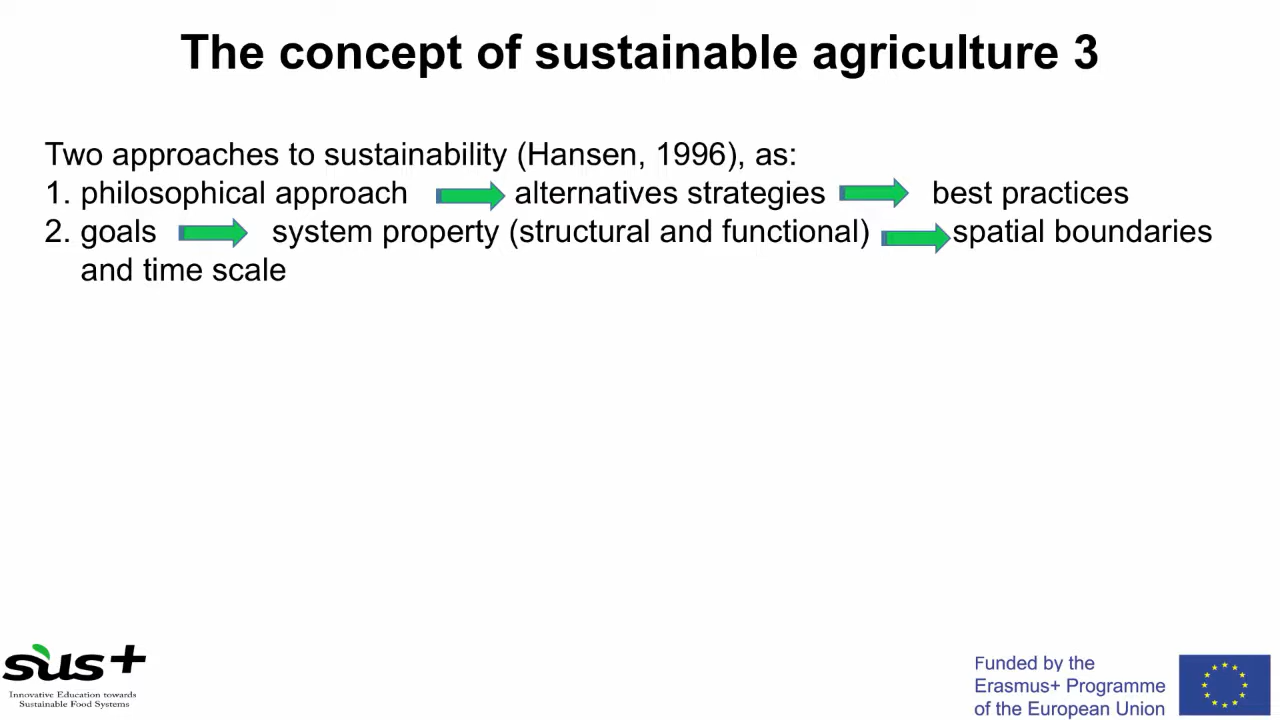 The concept of sustainable agriculture 3
Two approaches to sustainability (Hansen, 1996), as:
1. philosophical approach alternatives strategies best practices
2. goals system property (structural and functional) spatial boundaries
and time scale
sus+
Innovative Education towards
Sustainable Food Systems
Funded by the
Erasmus+ Programme
of the European Union